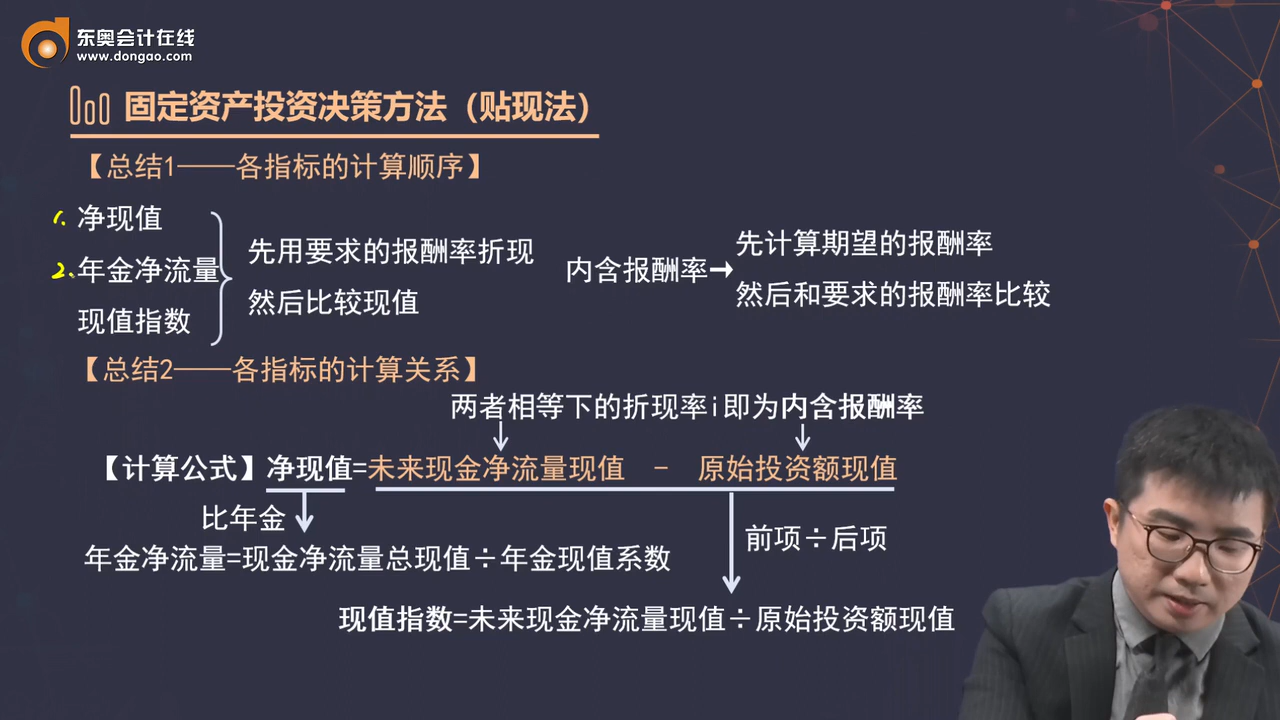 东奥会计在线
www.dongao.com
固定资产投资决策方法（贴现法）
【总结1——各指标的计算顺序】
1. 净现值
2. 年金净流量
现值指数
先用要求的报酬率折现
然后比较现值
内含报酬率→
先计算期望的报酬率
然后和要求的报酬率比较
【总结2——各指标的计算关系】
两者相等下的折现率i即为内含报酬率
【计算公式】净现值=未来现金净流量现值 － 原始投资额现值
比年金
前项÷后项
年金净流量=现金净流量总现值÷年金现值系数
现值指数=未来现金净流量现值÷原始投资额现值